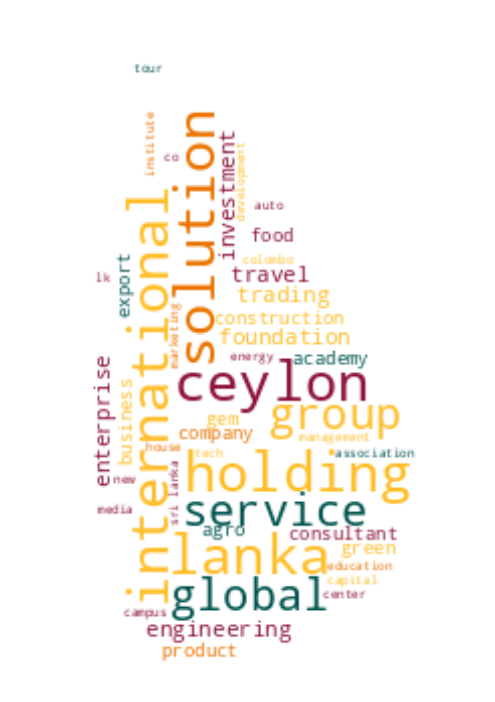 tour
institute
solution
co
investment
development
international
auto
food
colombo
export
lk
travel
trading
marketing
construction
foundation
energy
academy
enterprise
ceylon
business
group
gem
company
management
house
tech
association
holding
sri lanka
new
service
media
agro
consultant
lanka
green
education
capital
global
center
campus
engineering
product